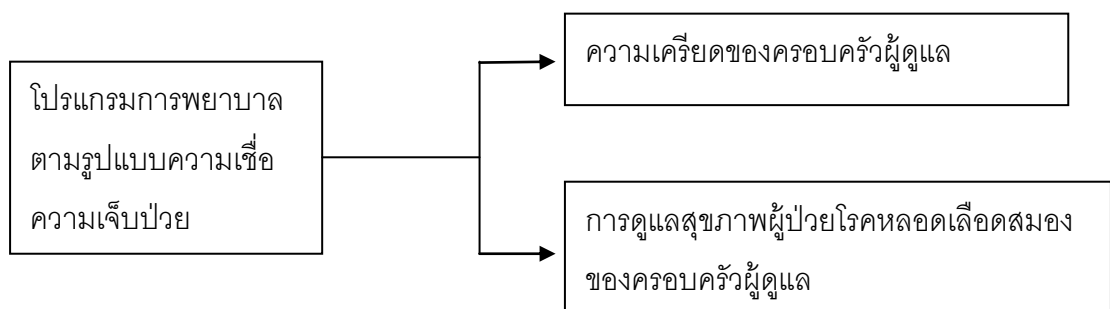 โปรแกรมการพยาบาล
ตามรูปแบบความเชื่อ
ความเจ็บป่วย
ความเครียดของครอบครัวผู้ดูแล
การดูแลสุขภาพผู้ป่วยโรคหลอดเลือดสมอง
ของครอบครัวผู้ดูแล